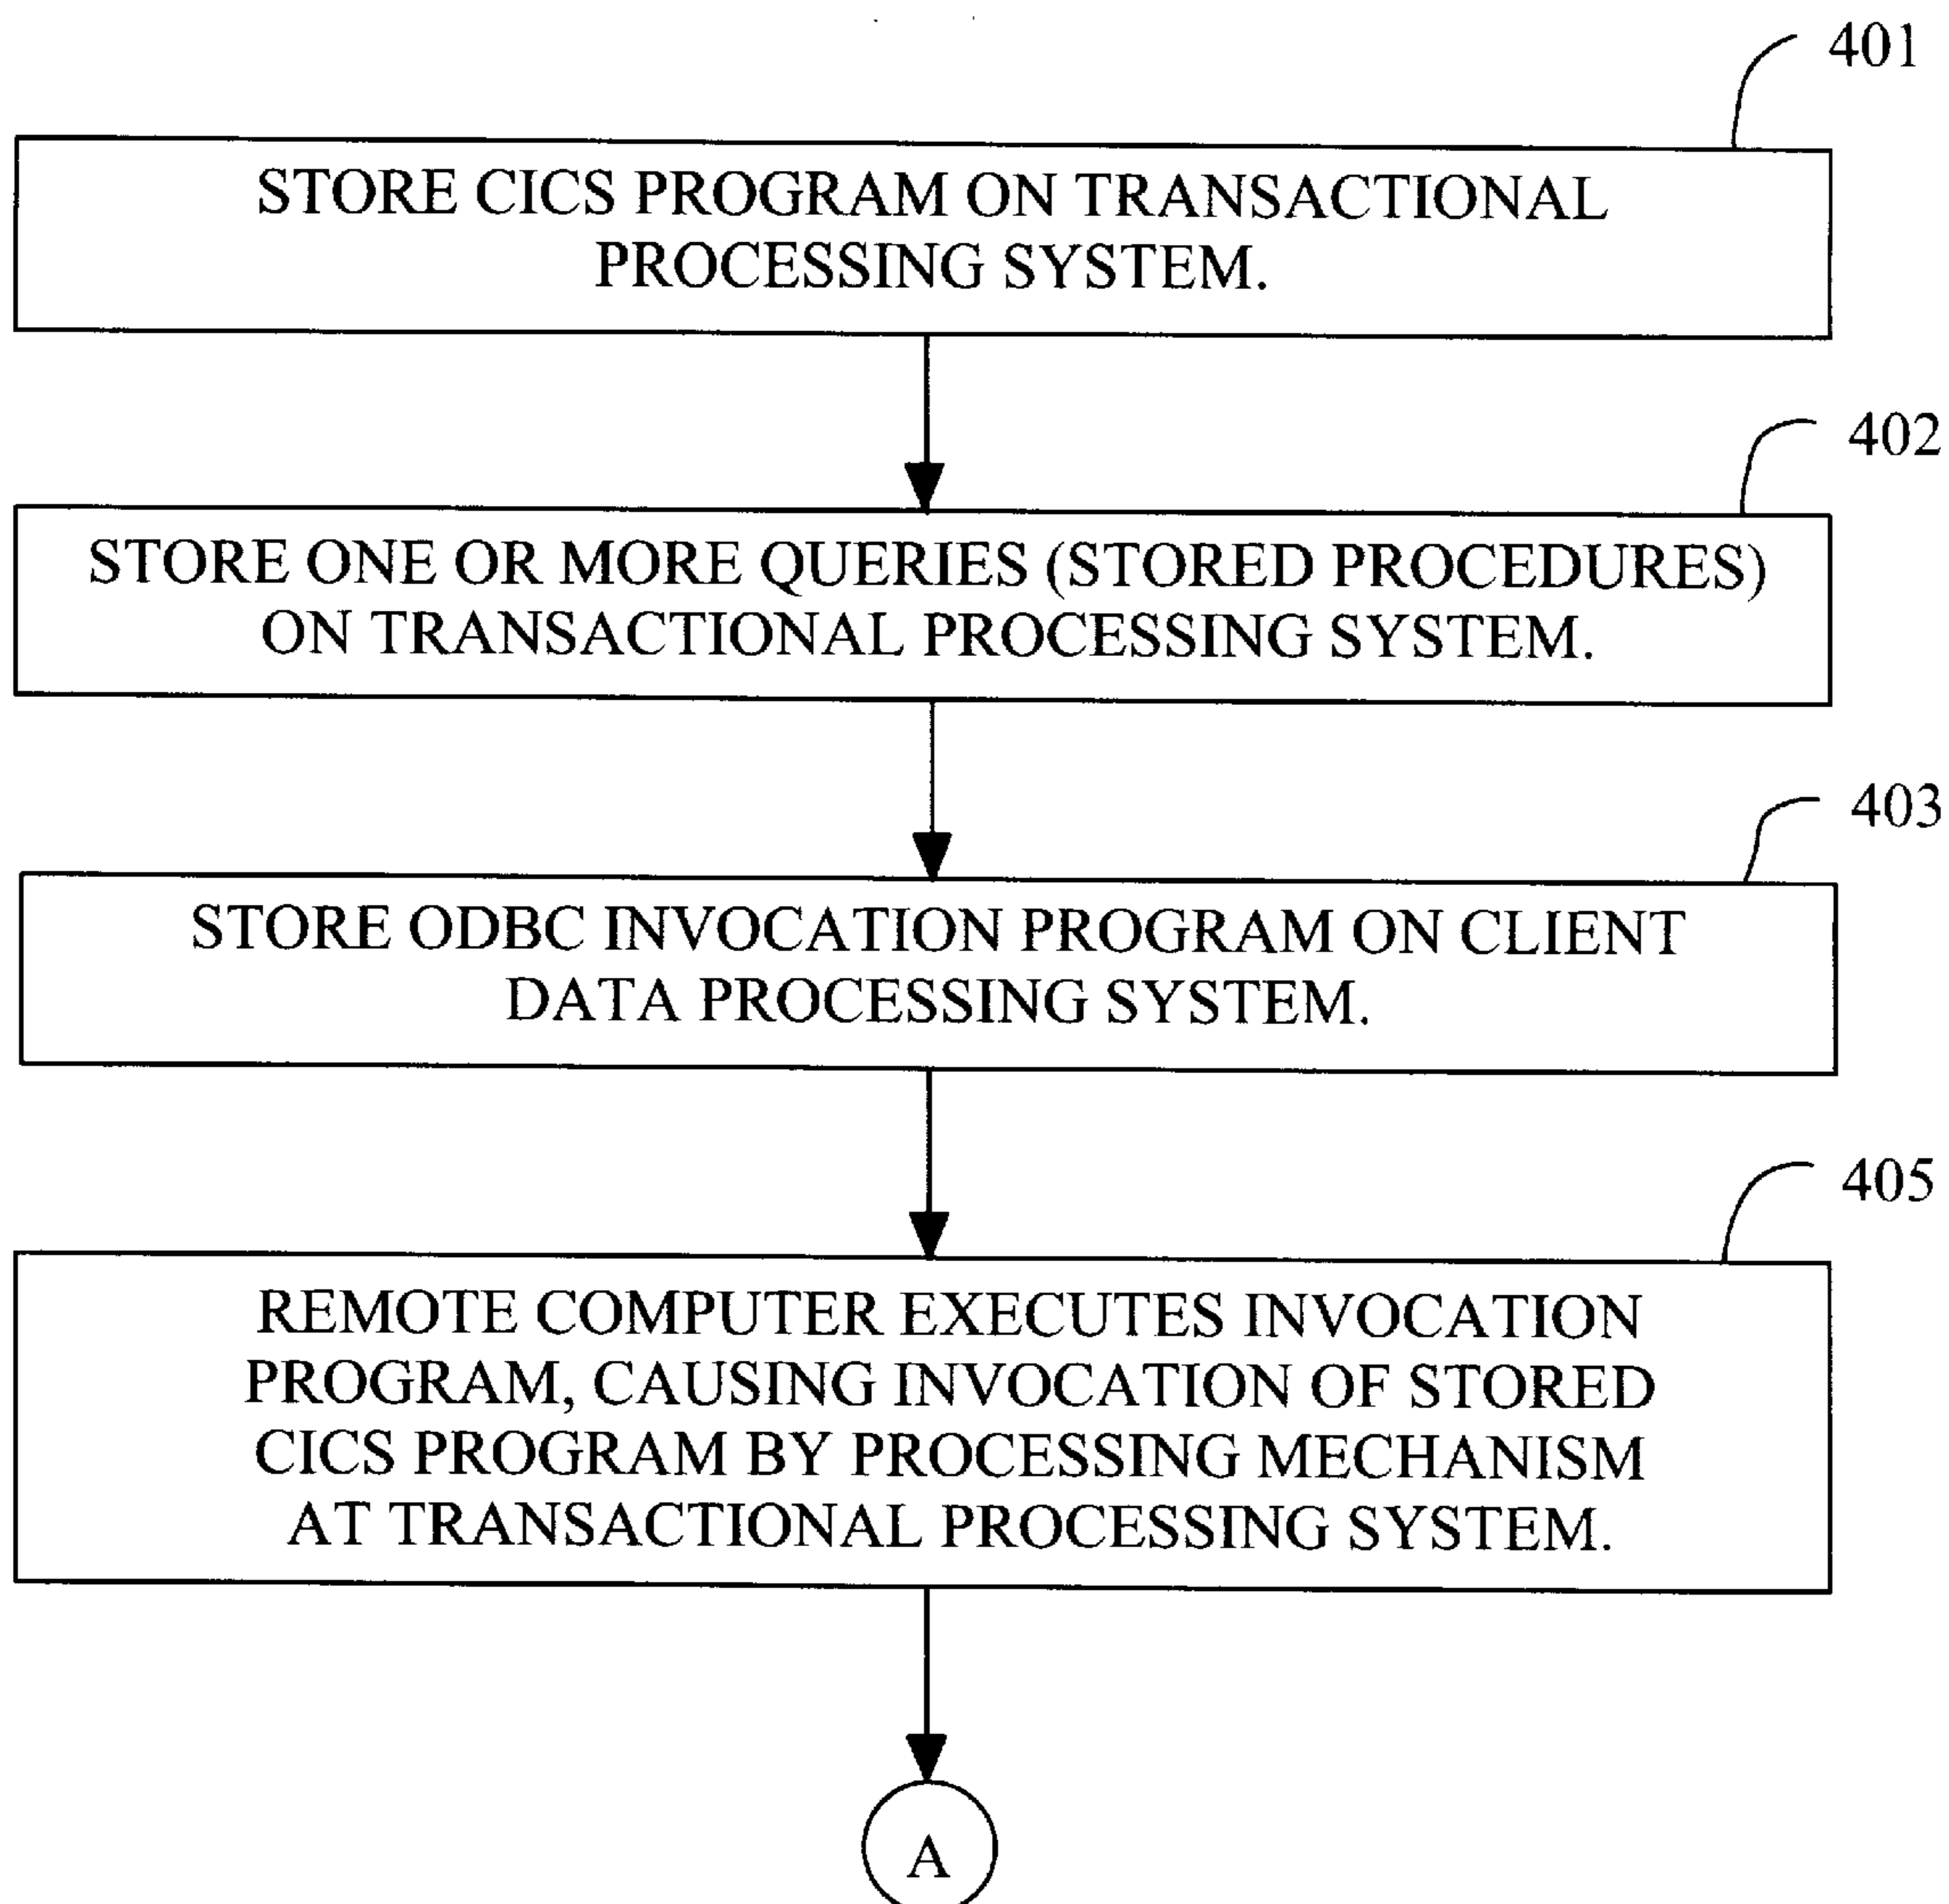 401
STORE CICS PROGRAM ON TRANSACTIONAL
PROCESSING SYSTEM.
402
STORE ONE OR MORE QUERIES (STORED PROCEDURES)
ON TRANSACTIONAL PROCESSING SYSTEM.
403
STORE ODBC INVOCATION PROGRAM ON CLIENT
DATA PROCESSING SYSTEM.
405
REMOTE COMPUTER EXECUTES INVOCATION
PROGRAM, CAUSING INVOCATION OF STORED
CICS PROGRAM BY PROCESSING MECHANISM
AT TRANSACTIONAL PROCESSING SYSTEM.
A